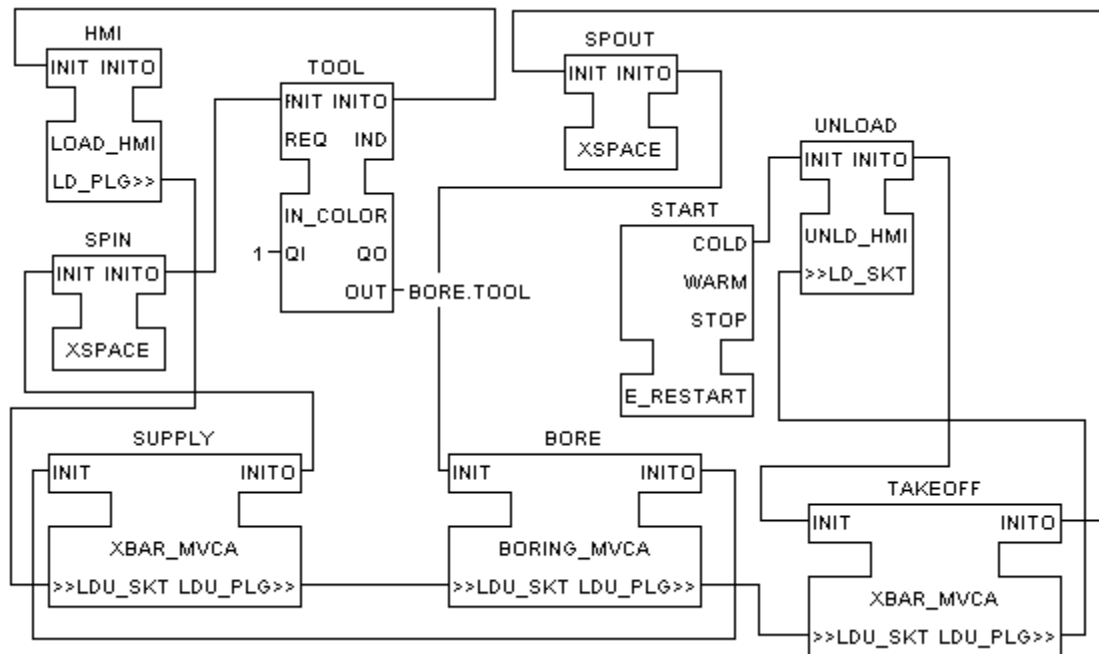 HMI
INIT INITO
LOAD_HMI
LD_PLG>>
TOOL
INIT INITO
REQ IND
IN_COLOR
1 QI QO
OUT BORE.TOOL
SPIN
INIT INITO
XSPACE
SPOUT
INIT INITO
XSPACE
UNLOAD
INIT INITO
UNLD_HMI
>>LD_SKT
START
COLD
WARM
STOP
E_RESTART
SUPPLY
INIT INITO
XBAR_MVCA
>>LDU_SKT LDU_PLG>>
BORE
INIT INITO
BORING_MVCA
>>LDU_SKT LDU_PLG>>
TAKEOFF
INIT INITO
XBAR_MVCA
>>LDU_SKT LDU_PLG>>